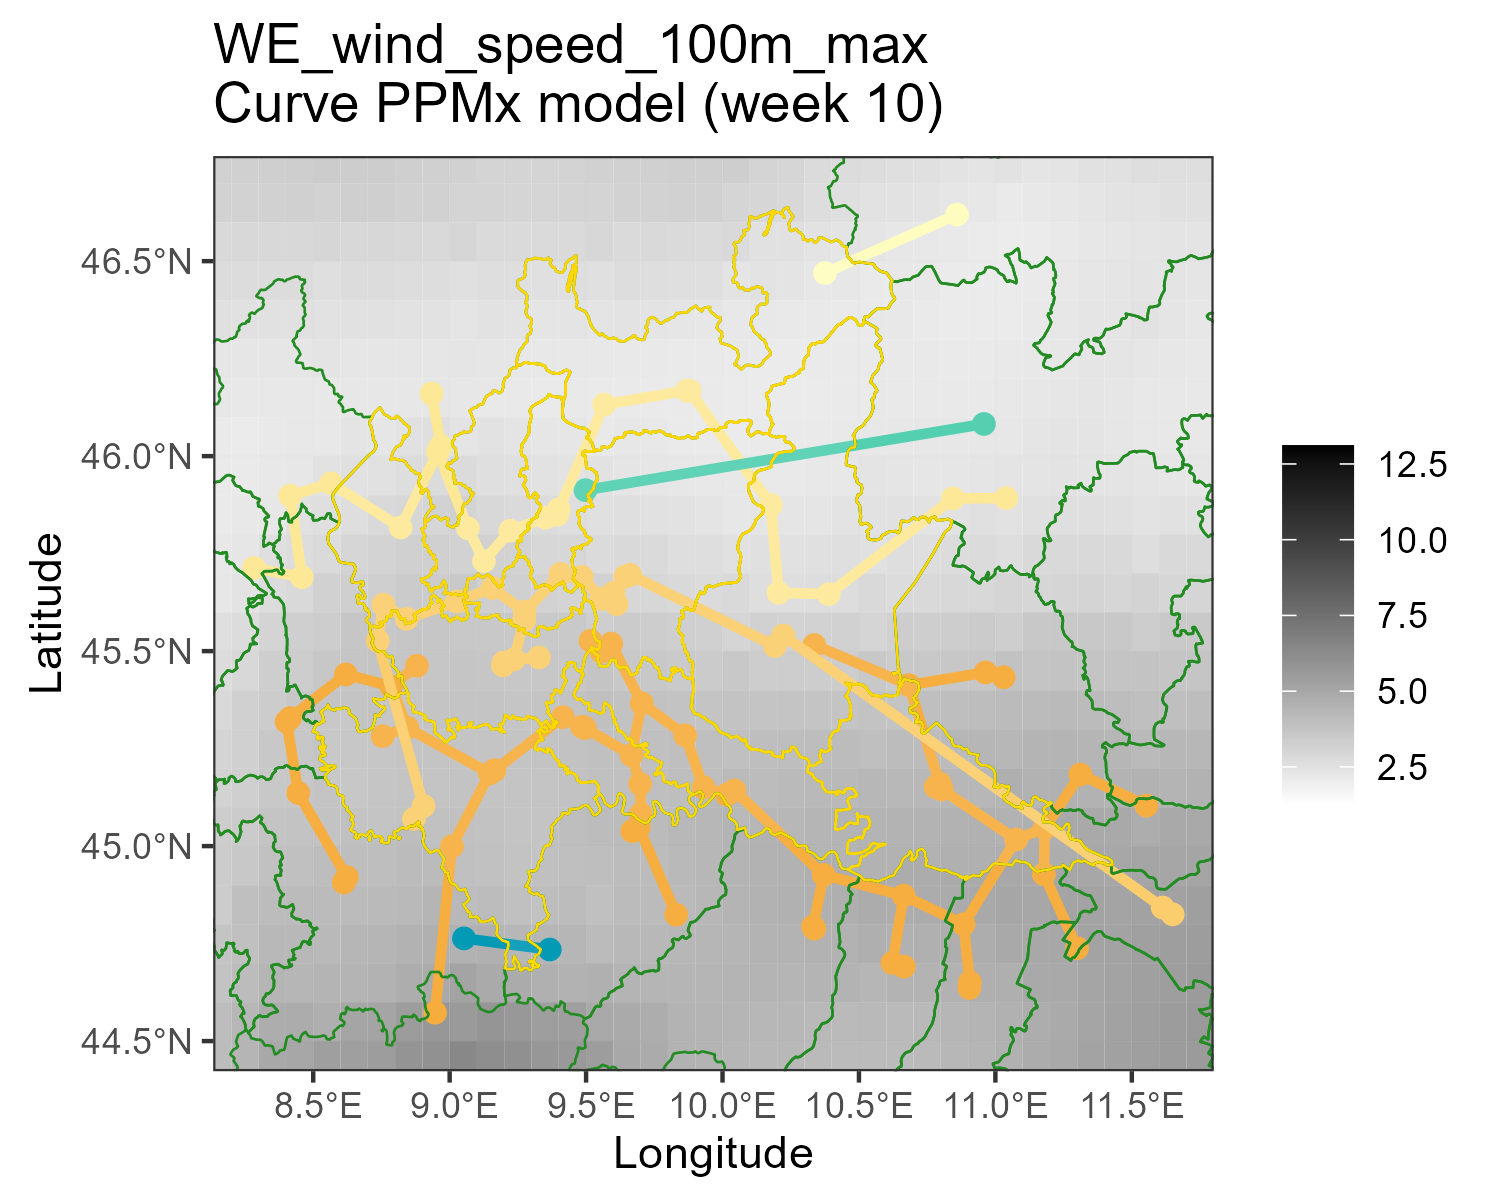 WE_wind_speed_100m_max
Curve PPMx model (week 10)
46.5°N
46.0°N
45.5°N
45.0°N
44.5°N
Latitude
8.5°E 9.0°E 9.5°E 10.0°E 10.5°E 11.0°E 11.5°E
Longitude
12.5
10.0
7.5
5.0
2.5